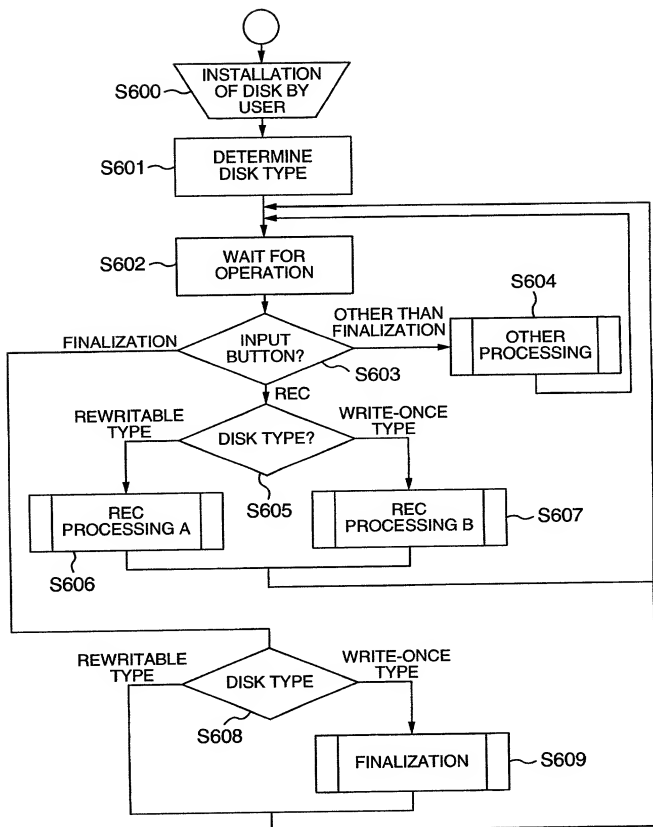 INSTALLATION
OF DISK BY
USER
S600
DETERMINE
DISK TYPE
S601
WAIT FOR
OPERATION
S602
S604
OTHER
PROCESSING
FINALIZATION
INPUT
BUTTON?
OTHER THAN
FINALIZATION
S603
REC
REWRITABLE
TYPE
DISK TYPE?
WRITE-ONCE
TYPE
S605
REC
PROCESSING A
S606
REC
PROCESSING B
S607
REWRITABLE
TYPE
DISK TYPE
WRITE-ONCE
TYPE
S608
FINALIZATION
S609